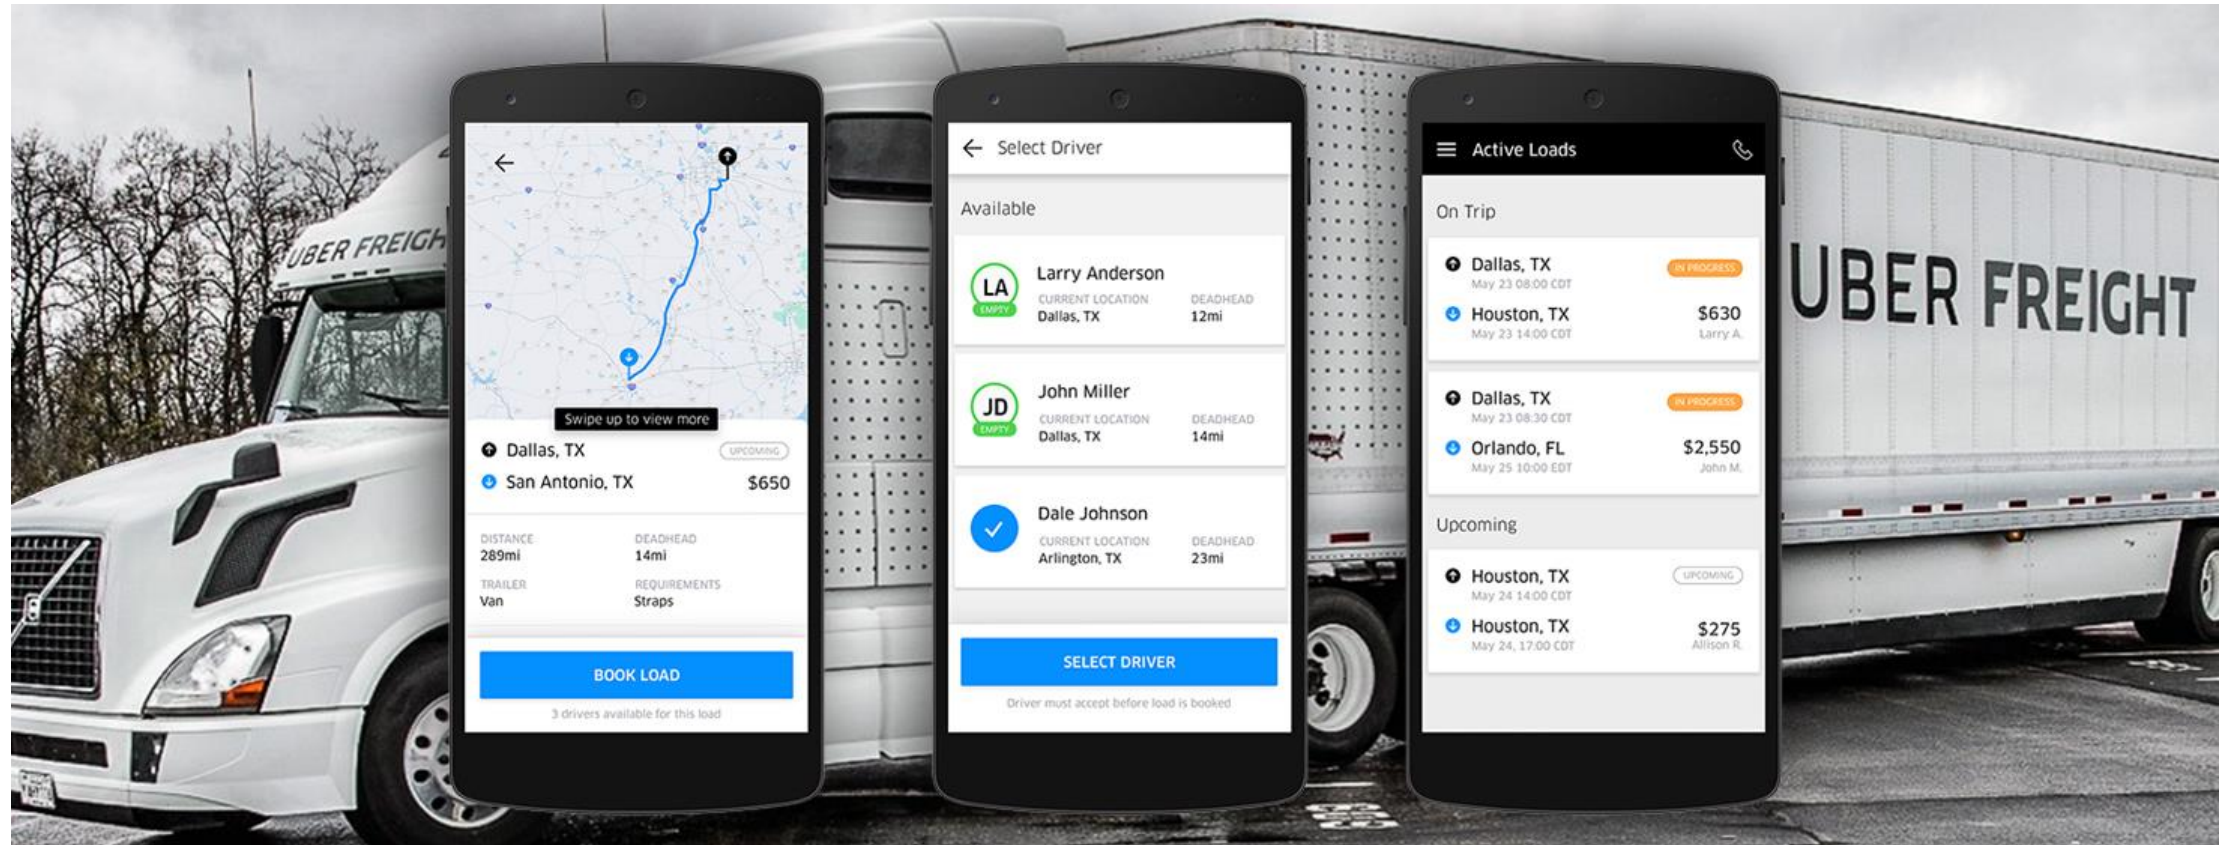 UBER FREIGH
Swipe up to view more
Dallas, TX
UPCOMING
San Antonio, TX
$650
DISTANCE
DEADHEAD
289mi
14mi
TRAILER
REQUIREMENTS
Van
Straps
BOOK LOAD
3 drivers available for this load
Select Driver
Available
LA
EMPTY
Larry Anderson
CURRENT LOCATION
DEADHEAD
Dallas, TX
12mi
JD
EMPTY
John Miller
CURRENT LOCATION
DEADHEAD
Dallas, TX
14mi
Dale Johnson
CURRENT LOCATION
DEADHEAD
Arlington, TX
23mi
SELECT DRIVER
Driver must accept before load is booked
Active Loads
On Trip
Dallas, TX
IN PROGRESS
May 23 08:00 CDT
Houston, TX
$630
May 23 14:00 CDT
Larry A.
Dallas, TX
IN PROGRESS
May 23 08:30 CDT
Orlando, FL
$2,550
May 25 10:00 EDT
John M.
Upcoming
Houston, TX
UPCOMING
May 24 14:00 CDT
Houston, TX
$275
May 24, 17:00 CDT
Allison R.
UBER FREIGHT